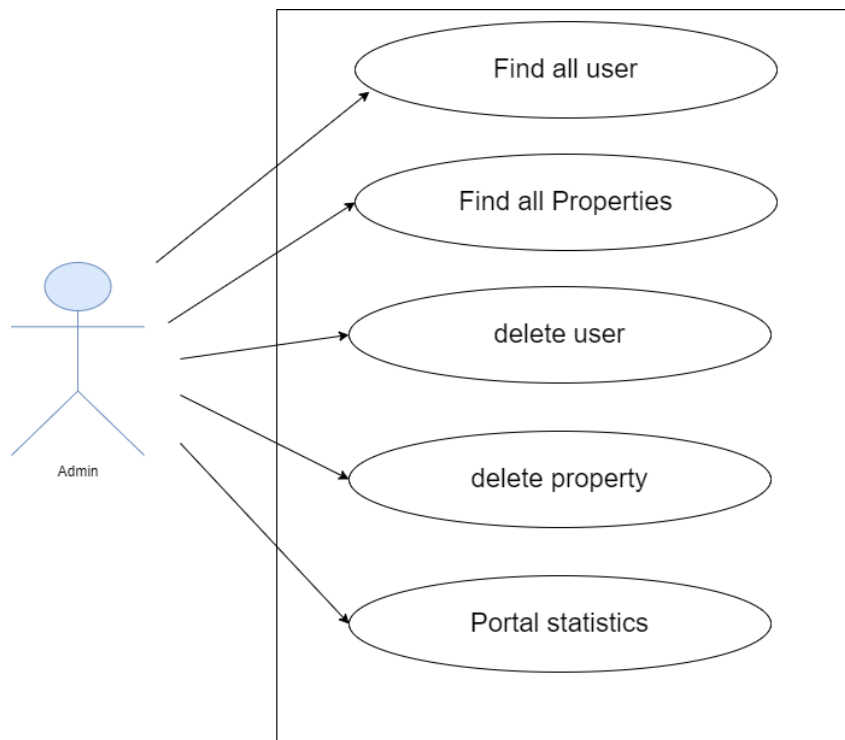 Find all user
Find all Properties
delete user
delete property
Admin
Portal statistics